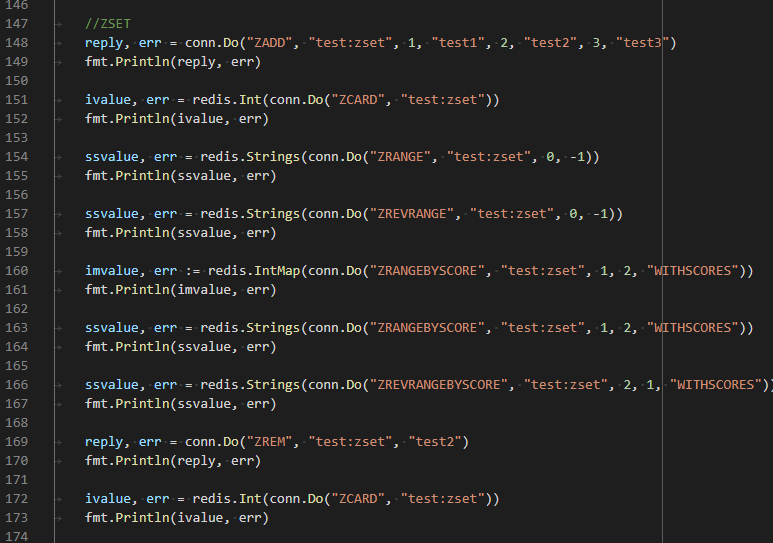 146
147 //ZSET
148 reply, err = conn.Do("ZADD", "test:zset", 1, "test1", 2, "test2", 3, "test3")
149 fmt.Println(reply, err)
150
151 ivalue, err = redis.Int(conn.Do("ZCARD", "test:zset"))
152 fmt.Println(ivalue, err)
153
154 ssvalue, err = redis.Strings(conn.Do("ZRANGE", "test:zset", 0, -1))
155 fmt.Println(ssvalue, err)
156
157 ssvalue, err = redis.Strings(conn.Do("ZREVRANGE", "test:zset", 0, -1))
158 fmt.Println(ssvalue, err)
159
160 imvalue, err := redis.IntMap(conn.Do("ZRANGEBYSCORE", "test:zset", 1, 2, "WITHSCORES"))
161 fmt.Println(imvalue, err)
162
163 ssvalue, err = redis.Strings(conn.Do("ZRANGEBYSCORE", "test:zset", 1, 2, "WITHSCORES"))
164 fmt.Println(ssvalue, err)
165
166 ssvalue, err = redis.Strings(conn.Do("ZREVRANGEBYSCORE", "test:zset", 2, 1, "WITHSCORES"))
167 fmt.Println(ssvalue, err)
168
169 reply, err = conn.Do("ZREM", "test:zset", "test2")
170 fmt.Println(reply, err)
171
172 ivalue, err = redis.Int(conn.Do("ZCARD", "test:zset"))
173 fmt.Println(ivalue, err)
174